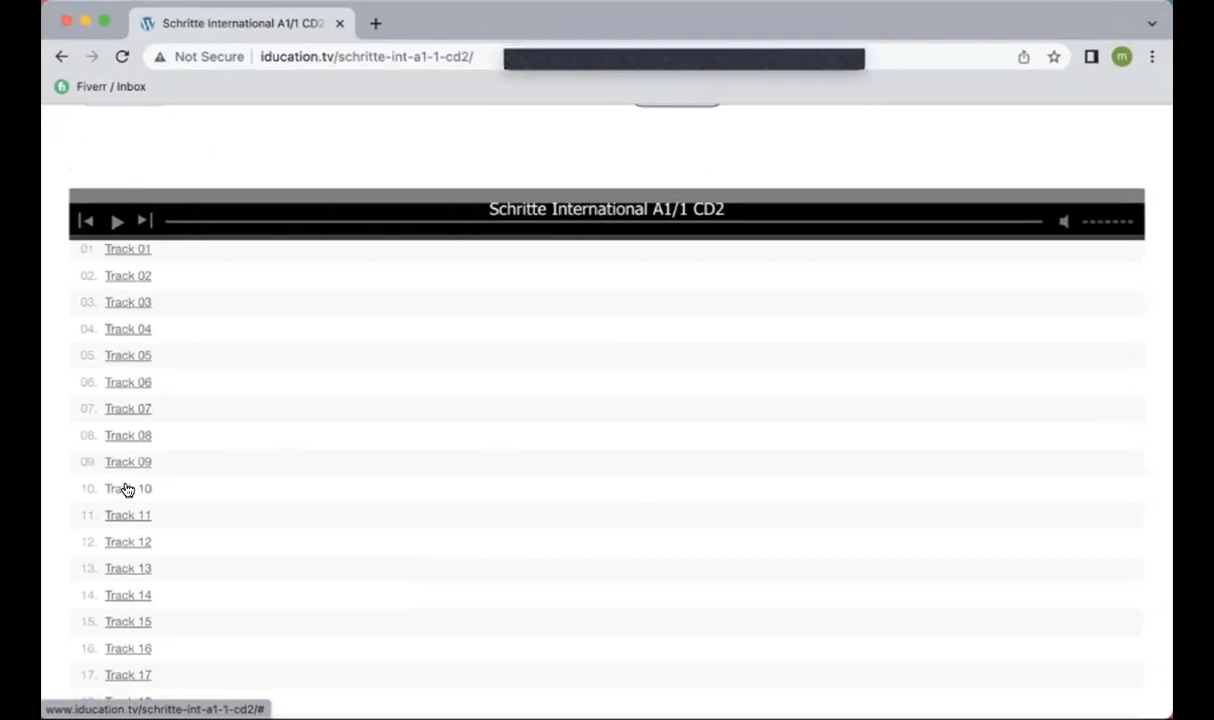 Schritte International A1/1 CD2
Not Secure iducation.tv/schritte-int-a1-1-cd2/
m
Fiverr / Inbox
Schritte International A1/1 CD2
01 Track 01
02. Track 02
03. Track 03
04. Track 04
05. Track 05
06. Track 06
07. Track 07
08. Track 08
09. Track 09
10. Track 10
11. Track 11
12. Track 12
13. Track 13
14. Track 14
15. Track 15
16. Track 16
17. Track 17
www.iducation.tv/schritte-int-a1-1-cd2/#